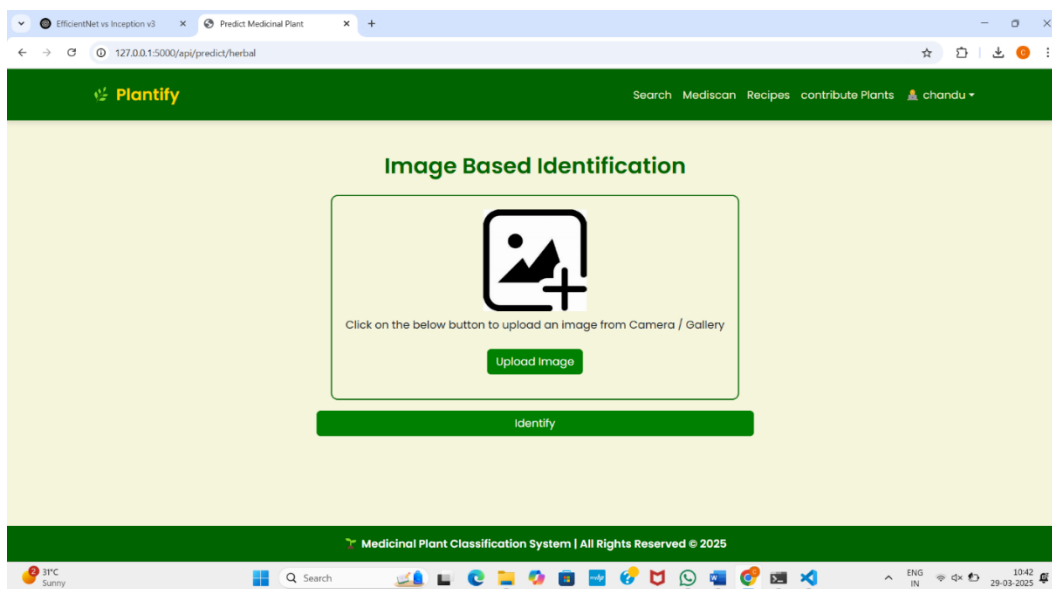 EfficientNet vs Inception v3
Predict Medicinal Plant
127.0.0.1:5000/api/predict/herbal
C
Plantify
Search Mediscan Recipes contribute Plants chandu
Image Based Identification
Click on the below button to upload an image from Camera / Gallery
Upload Image
Identify
Medicinal Plant Classification System | All Rights Reserved © 2025
2
31°C
Sunny
Search
ENG
IN
10:42
29-03-2025